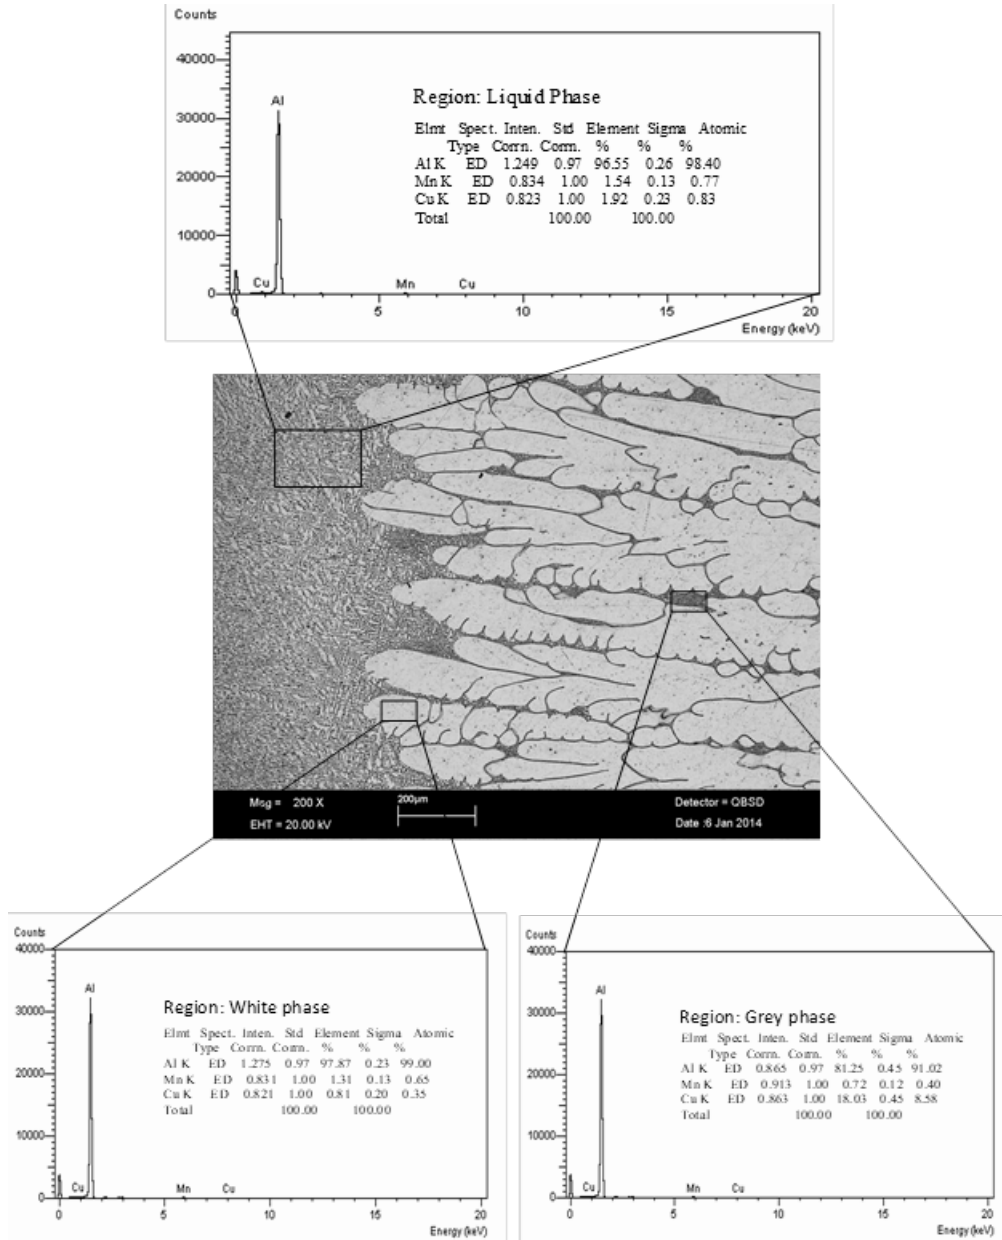 Counts
40000
30000
20000
10000
0
Al
Cu
Mn
Cu
0
5
10
15
20
Energy (keV)
Region: Liquid Phase
Elmt Spect. Inten. Std Element Sigma Atomic
Type Corrn. Corrn. % % %
Al K ED 1.249 0.97 96.55 0.26 98.40
Mn K ED 0.834 1.00 1.54 0.13 0.77
Cu K ED 0.823 1.00 1.92 0.23 0.83
Total 100.00 100.00
Mag = 200 X
EHT = 20.00 kV
200µm
Detector = QBSD
Date :6 Jan 2014
Counts
40000
30000
20000
10000
0
Al
Cu
Mn
Cu
0
5
10
15
20
Energy (keV)
Region: White phase
Elmt Spect. Inten. Std Element Sigma Atomic
Type Corrn. Corrn. % % %
Al K ED 1.275 0.97 97.87 0.23 99.00
Mn K ED 0.831 1.00 1.31 0.13 0.65
Cu K ED 0.821 1.00 0.81 0.20 0.35
Total 100.00 100.00
Counts
40000
30000
20000
10000
0
Al
Cu
Mn
Cu
0
5
10
15
20
Energy (keV)
Region: Grey phase
Elmt Spect. Inten. Std Element Sigma Atomic
Type Corrn. Corrn. % % %
Al K ED 0.865 0.97 81.25 0.45 91.02
Mn K ED 0.913 1.00 0.72 0.12 0.40
Cu K ED 0.863 1.00 18.03 0.45 8.58
Total 100.00 100.00